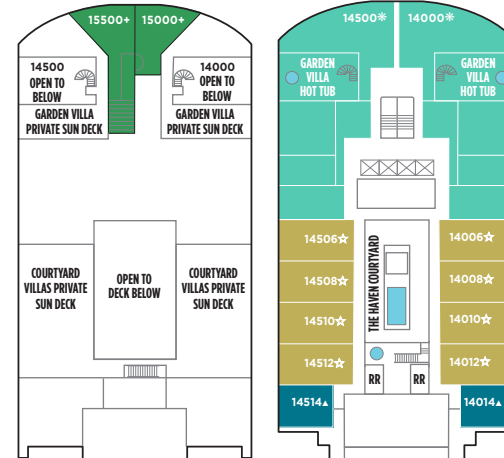 15500+ 15000+
14500
OPEN TO
BELOW
14000
OPEN TO
BELOW
GARDEN VILLA
PRIVATE SUN DECK
GARDEN VILLA
PRIVATE SUN DECK
COURTYARD
VILLAS PRIVATE
SUN DECK
OPEN TO
DECK BELOW
COURTYARD
VILLAS PRIVATE
SUN DECK
14500✵ 14000✵
GARDEN
VILLA
HOT TUB
GARDEN
VILLA
HOT TUB
THE HAVEN COURTYARD
14506☆
14006☆
14508☆
14008☆
14510☆
14010☆
14512☆
14012☆
RR
RR
14514▲
14014▲